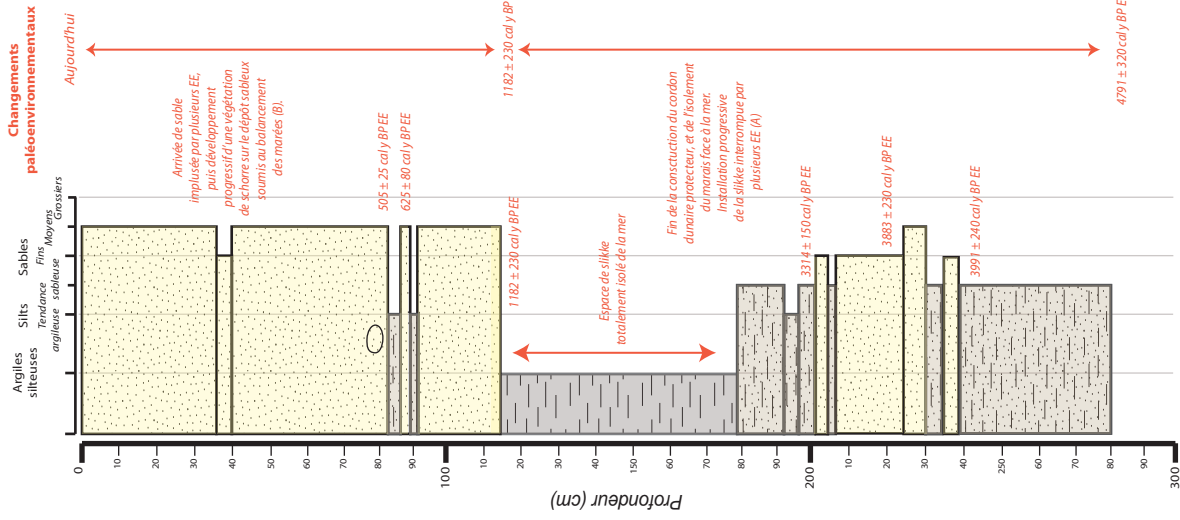 Changements
paléoenvironnementaux
Aujourd'hui
Arrivée de sable
implusée par plusieurs EE,
puis développement
progressif d'une végétation
de schorre sur le dépôt sableux
soumis au balancement
des marées (B).
505 ± 25 cal y BP EE
625 ± 80 cal y BP EE
1182 ± 230 cal y BP
1182 ± 230 cal y BP EE
Espace de slikke
totalement isolé de la mer
Fin de la consctuction du cordon
dunaire protecteur, et de l'isolement
du marais face à la mer.
Installation progressive
de la slikke interrompue par
plusieurs EE (A)
3314 ± 150 cal y BP EE
3883 ± 230 cal y BP EE
3991 ± 240 cal y BP EE
4791 ± 320 cal y BP EE
Argiles
silteuses
Silts
Tendance
argileuse sableuse
Sables
Fins Moyens Grossiers
0
10
20
30
40
150
60
70
80
90
100
10
20
30
40
150
60
70
80
90
200
10
20
30
40
250
60
70
80
300
Profondeur (cm)